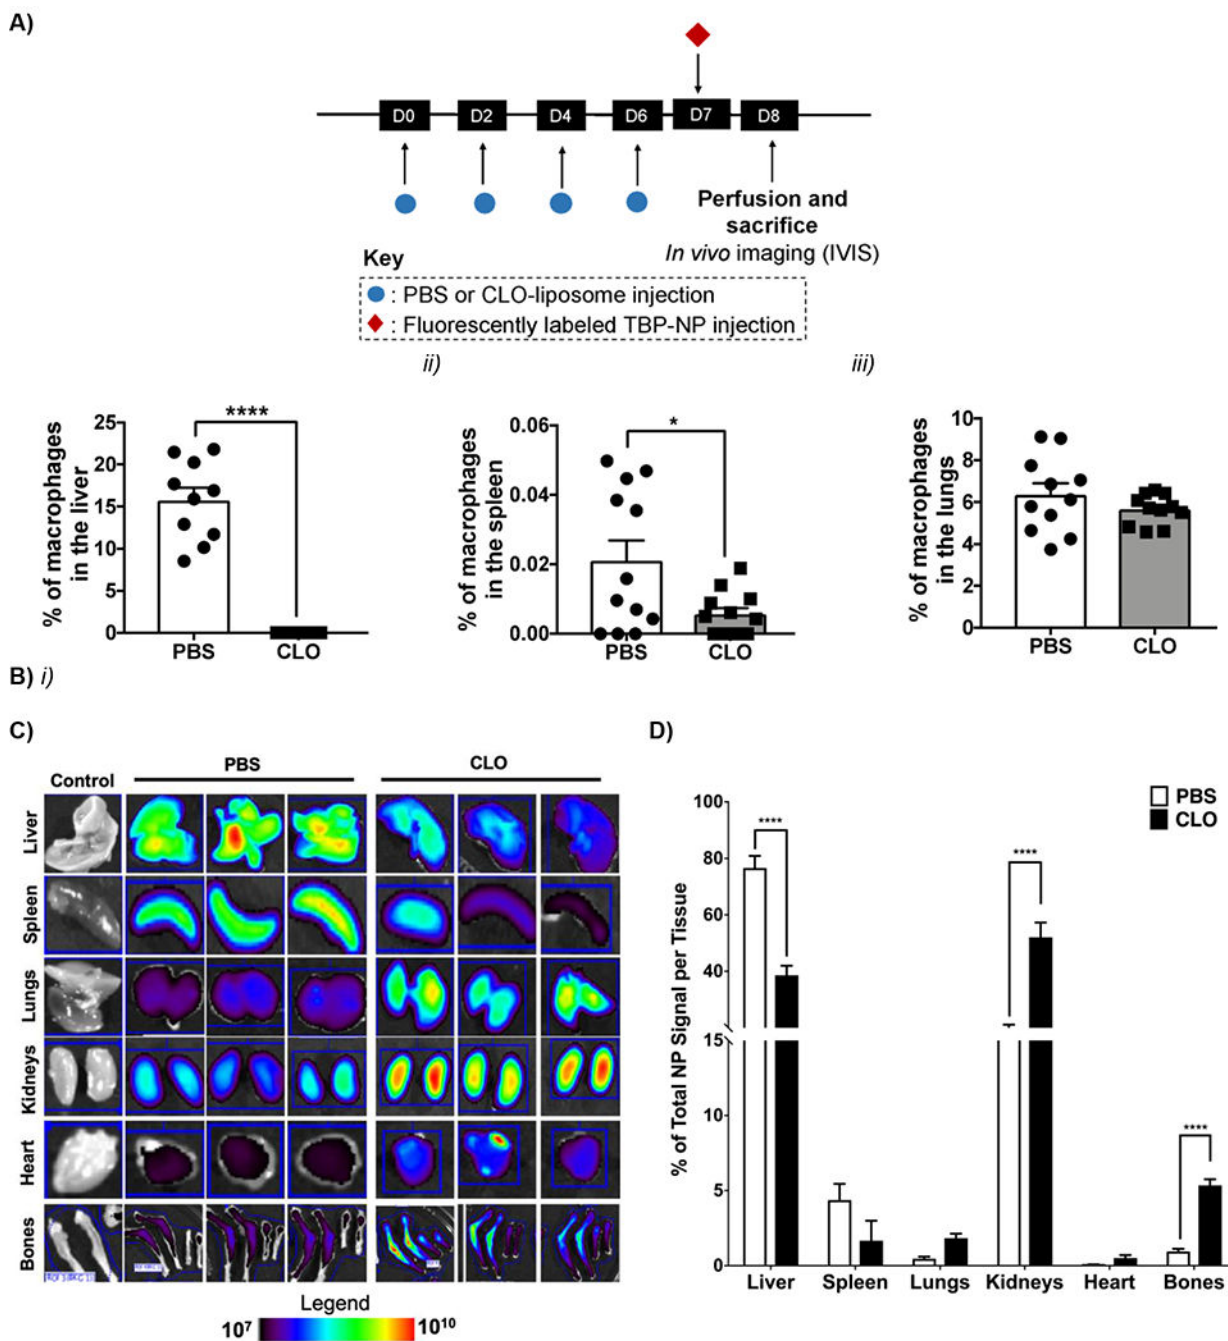 A)
D0 D2 D4 D6 D7 D8
Perfusion and
sacrifice
In vivo imaging (IVIS)
Key
: PBS or CLO-liposome injection
: Fluorescently labeled TBP-NP injection
ii)
iii)
% of macrophages
in the liver
25
20
15
10
5
0
****
PBS CLO
% of macrophages
in the spleen
0.06
0.04
0.02
0.00
*
PBS CLO
% of macrophages
in the lungs
10
8
6
4
2
0
PBS CLO
B) i)
C)
Control PBS CLO
Liver
Spleen
Lungs
Kidneys
Heart
Bones
Legend
10⁷ 10¹⁰
D)
PBS
CLO
% of Total NP Signal per Tissue
100
80
60
40
15
10
5
0
****
****
****
Liver Spleen Lungs Kidneys Heart Bones